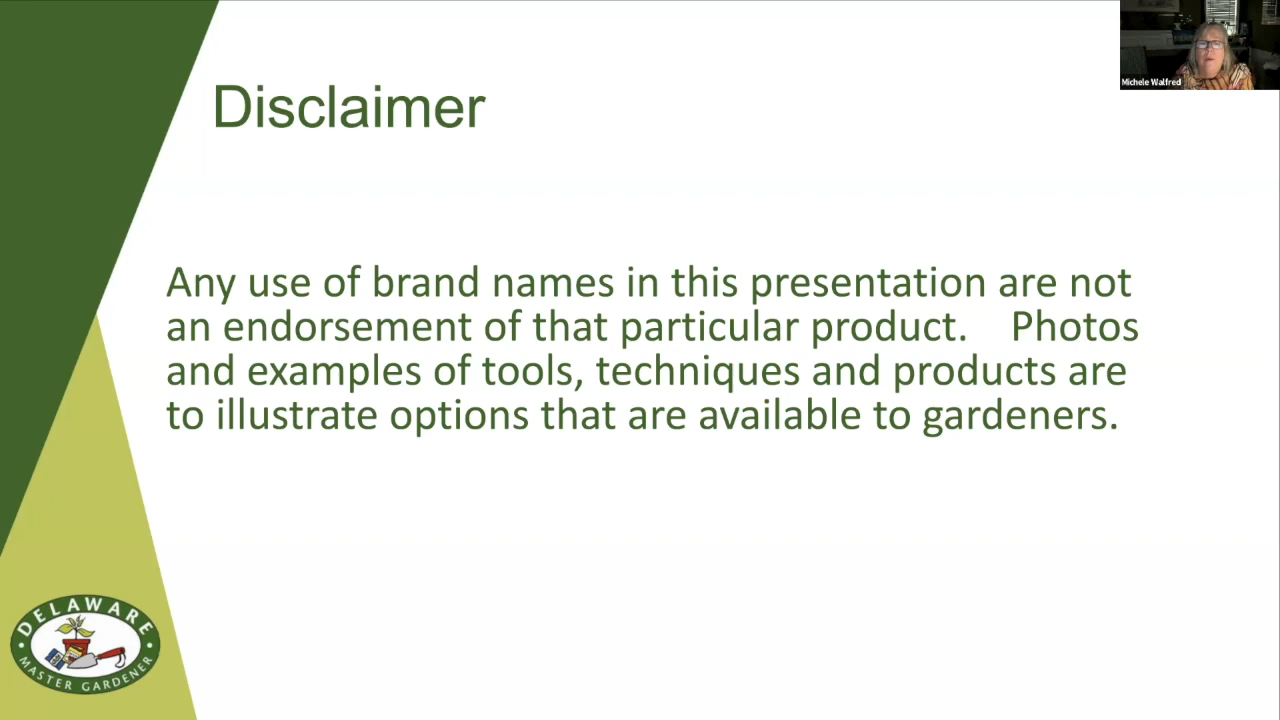 Michele Walfred
Disclaimer
Any use of brand names in this presentation are not
an endorsement of that particular product. Photos
and examples of tools, techniques and products are
to illustrate options that are available to gardeners.
DELAWARE
MASTER GARDENER